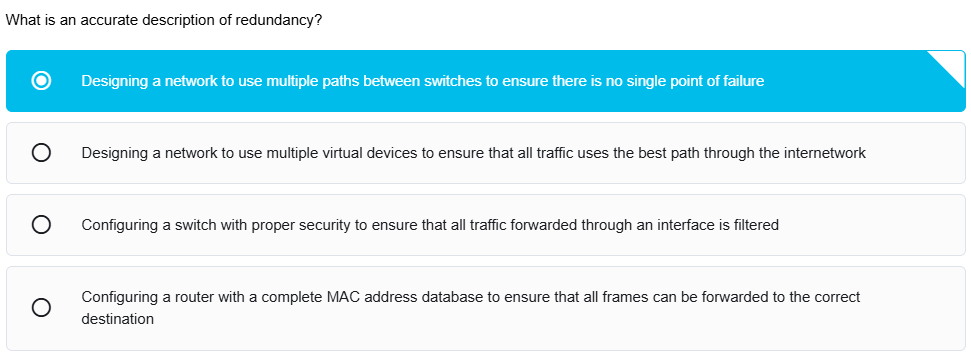 What is an accurate description of redundancy?
Designing a network to use multiple paths between switches to ensure there is no single point of failure
Designing a network to use multiple virtual devices to ensure that all traffic uses the best path through the internetwork
Configuring a switch with proper security to ensure that all traffic forwarded through an interface is filtered
Configuring a router with a complete MAC address database to ensure that all frames can be forwarded to the correct
destination